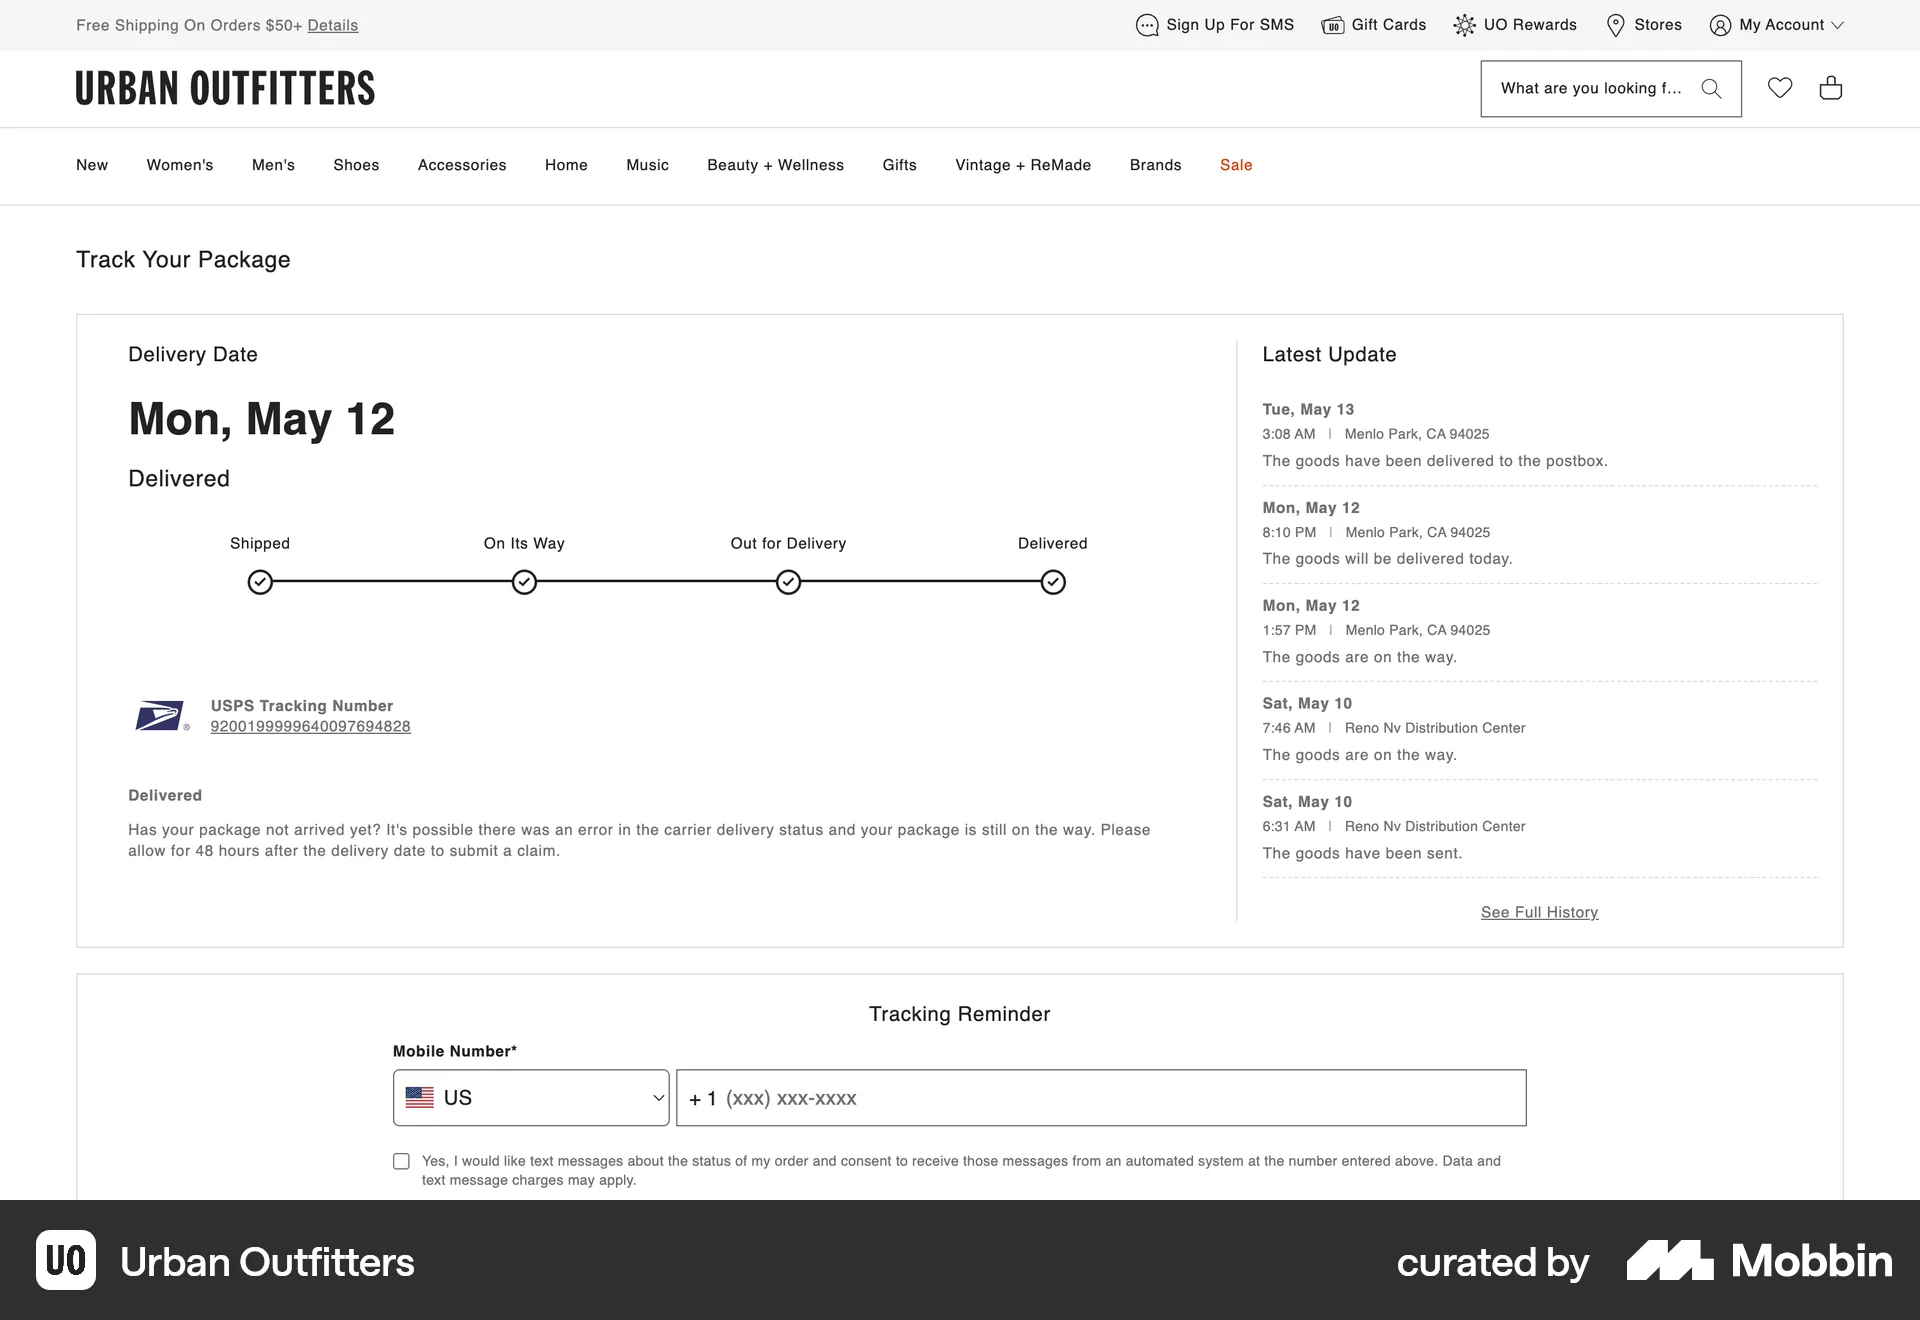 Free Shipping On Orders $50+ Details
Sign Up For SMS
UO Gift Cards
UO Rewards
Stores
My Account
URBAN OUTFITTERS
What are you looking f...
New
Women's
Men's
Shoes
Accessories
Home
Music
Beauty + Wellness
Gifts
Vintage + ReMade
Brands
Sale
Track Your Package
Delivery Date
Mon, May 12
Delivered
Shipped
On Its Way
Out for Delivery
Delivered
USPS Tracking Number
9200199999640097694828
Delivered
Has your package not arrived yet? It's possible there was an error in the carrier delivery status and your package is still on the way. Please
allow for 48 hours after the delivery date to submit a claim.
Latest Update
Tue, May 13
3:08 AM | Menlo Park, CA 94025
The goods have been delivered to the postbox.
Mon, May 12
8:10 PM | Menlo Park, CA 94025
The goods will be delivered today.
Mon, May 12
1:57 PM | Menlo Park, CA 94025
The goods are on the way.
Sat, May 10
7:46 AM | Reno Nv Distribution Center
The goods are on the way.
Sat, May 10
6:31 AM | Reno Nv Distribution Center
The goods have been sent.
See Full History
Tracking Reminder
Mobile Number*
US
+ 1 (xxx) xxx-xxxx
Yes, I would like text messages about the status of my order and consent to receive those messages from an automated system at the number entered above. Data and
text message charges may apply.
UO Urban Outfitters
curated by Mobbin